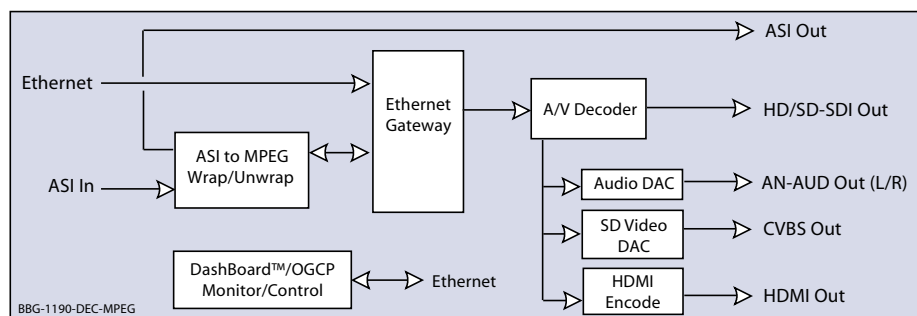 ASI Out
Ethernet
Ethernet
Gateway
A/V Decoder
HD/SD-SDI Out
ASI to MPEG
Wrap/Unwrap
ASI In
Audio DAC
AN-AUD Out (L/R)
SD Video
DAC
CVBS Out
DashBoard™/OGCP
Monitor/Control
Ethernet
HDMI
Encode
HDMI Out
BBG-1190-DEC-MPEG